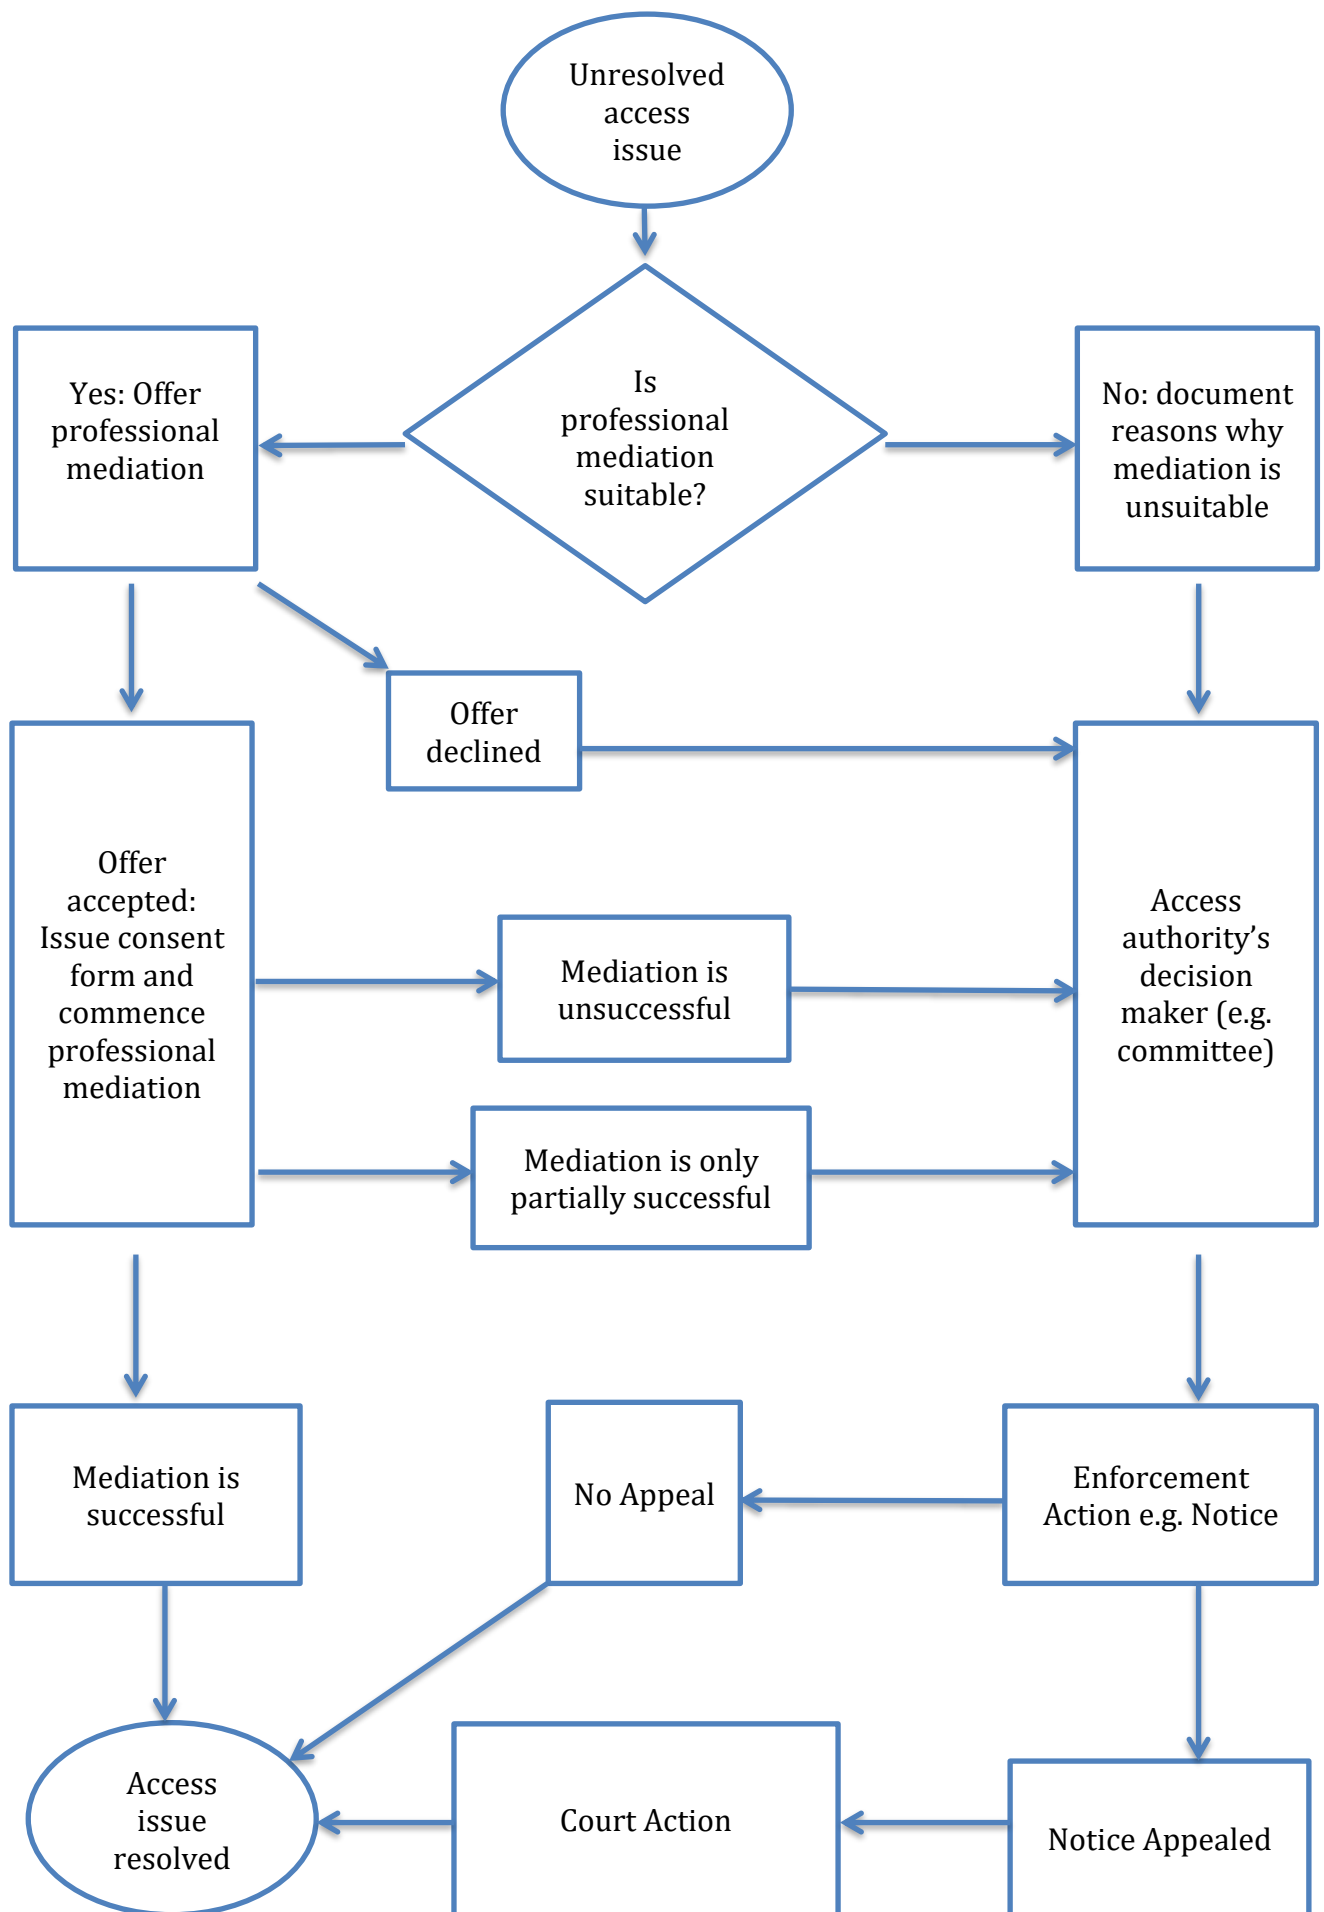 Unresolved
access
issue
Is
professional
mediation
suitable?
Yes: Offer
professional
mediation
No: document
reasons why
mediation is
unsuitable
Offer
declined
Offer
accepted:
Issue consent
form and
commence
professional
mediation
Mediation is
unsuccessful
Mediation is only
partially successful
Access
authority’s
decision
maker (e.g.
committee)
Mediation is
successful
No Appeal
Enforcement
Action e.g. Notice
Access
issue
resolved
Court Action
Notice Appealed